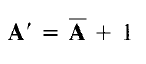 A′ = A̅ + 1